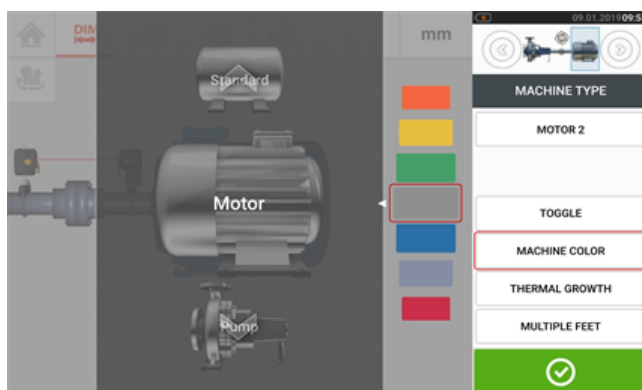 DIM
mm
09.01.2019 09:5
MACHINE TYPE
MOTOR 2
Standard
Motor
Pump
TOGGLE
MACHINE COLOR
THERMAL GROWTH
MULTIPLE FEET